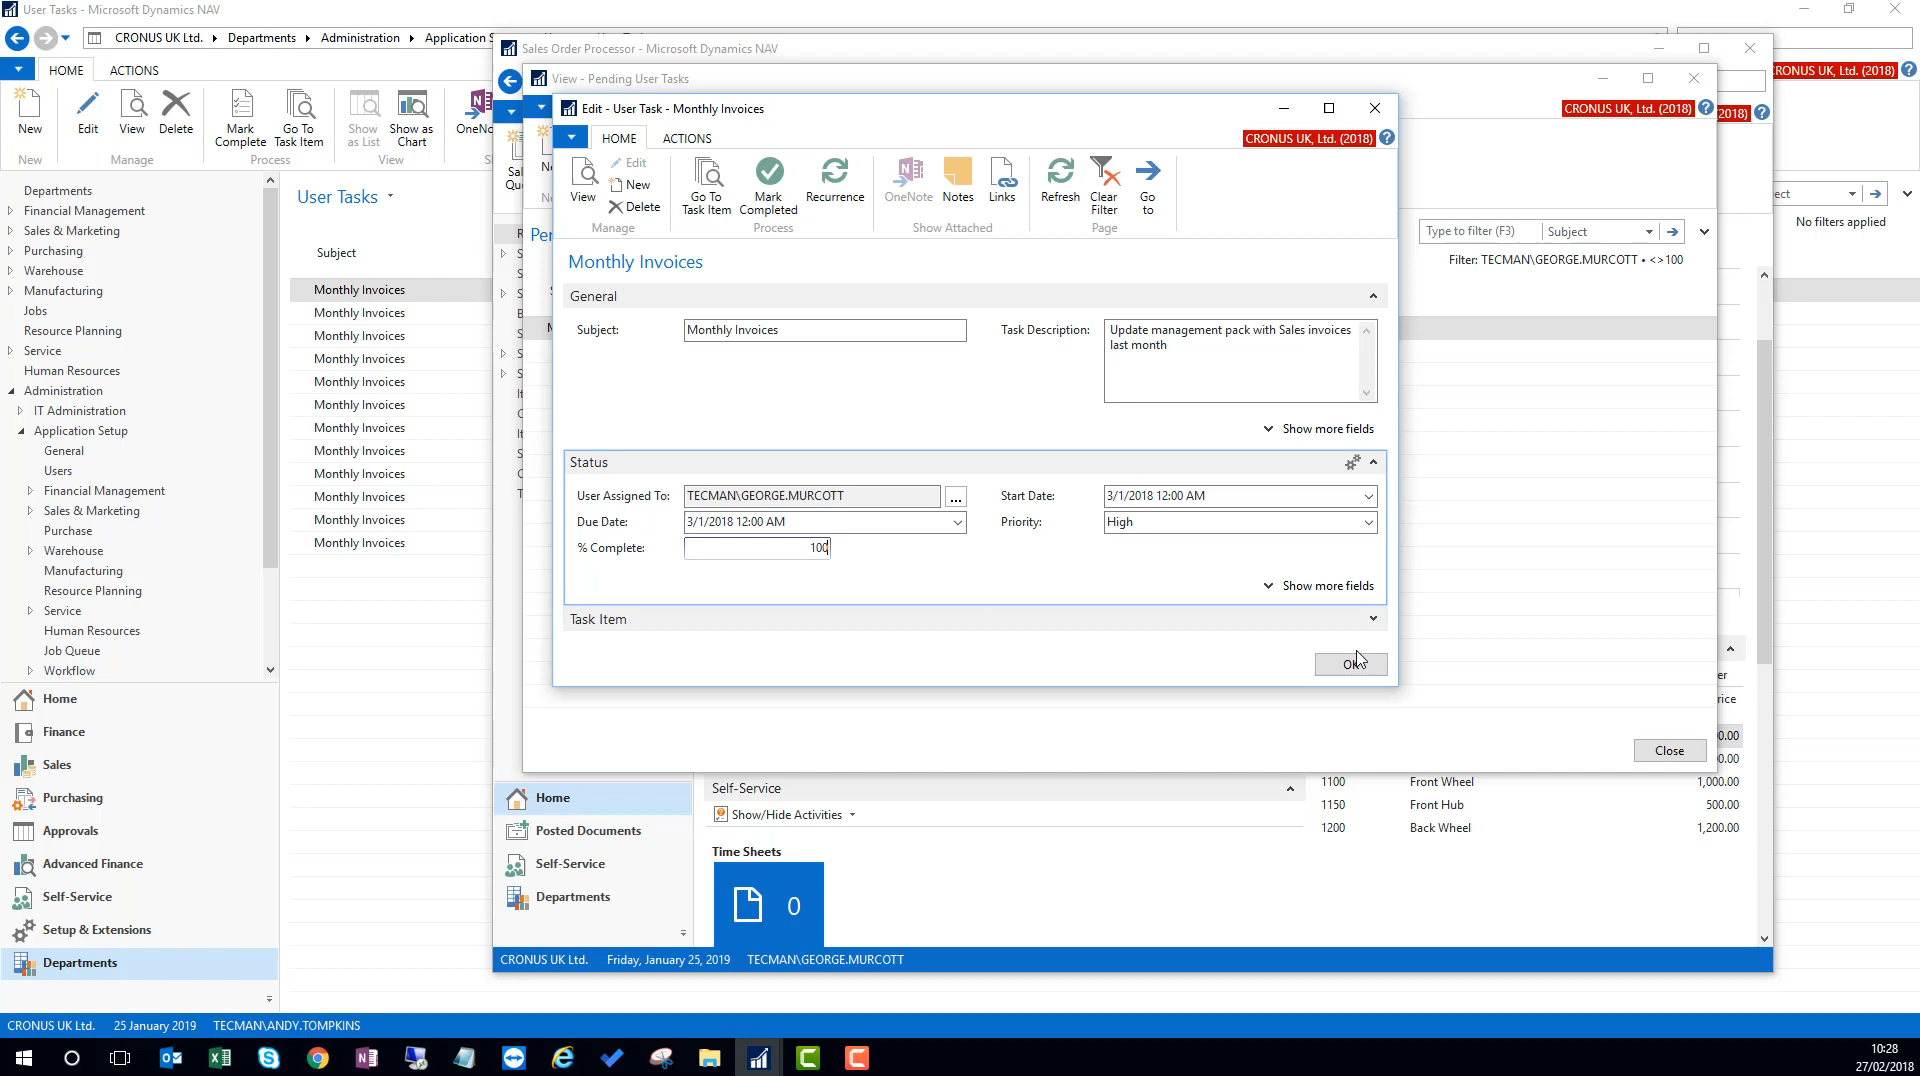 User Tasks - Microsoft Dynamics NAV
CRONUS UK Ltd. Departments Administration
HOME ACTIONS
New Edit View Delete Mark Complete Go To Task Item Show as List Show as Chart
New Manage Process View
Departments
Financial Management
Sales & Marketing
Purchasing
Warehouse
Manufacturing
Jobs
Resource Planning
Service
Human Resources
Administration
IT Administration
Application Setup
General
Users
Financial Management
Sales & Marketing
Purchase
Warehouse
Manufacturing
Resource Planning
Service
Human Resources
Job Queue
Workflow
Home
Finance
Sales
Purchasing
Approvals
Advanced Finance
Self-Service
Setup & Extensions
Departments
User Tasks
Subject
Monthly Invoices
Monthly Invoices
Monthly Invoices
Monthly Invoices
Monthly Invoices
Monthly Invoices
Monthly Invoices
Monthly Invoices
Monthly Invoices
Monthly Invoices
Monthly Invoices
Monthly Invoices
No filters applied
Sales Order Processor - Microsoft Dynamics NAV
View - Pending User Tasks
CRONUS UK, Ltd. (2018)
Type to filter (F3) Subject
Filter: TECMAN\GEORGE.MURCOTT • <>100
Edit - User Task - Monthly Invoices
HOME ACTIONS
CRONUS UK, Ltd. (2018)
View
Edit
New
Delete
Go To Task Item
Mark Completed
Recurrence
OneNote
Notes
Links
Refresh
Clear Filter
Go to
Manage Process Show Attached Page
Monthly Invoices
General
Subject: Monthly Invoices
Task Description: Update management pack with Sales invoices
last month
Show more fields
Status
User Assigned To: TECMAN\GEORGE.MURCOTT ...
Start Date: 3/1/2018 12:00 AM
Due Date: 3/1/2018 12:00 AM
Priority: High
% Complete: 100
Show more fields
Task Item
OK
Close
Home
Posted Documents
Self-Service
Departments
Self-Service
Show/Hide Activities
Time Sheets
0
1100 Front Wheel 1,000.00
1150 Front Hub 500.00
1200 Back Wheel 1,200.00
CRONUS UK Ltd. Friday, January 25, 2019 TECMAN\GEORGE.MURCOTT
CRONUS UK Ltd. 25 January 2019 TECMAN\ANDY.TOMPKINS
10:28
27/02/2018